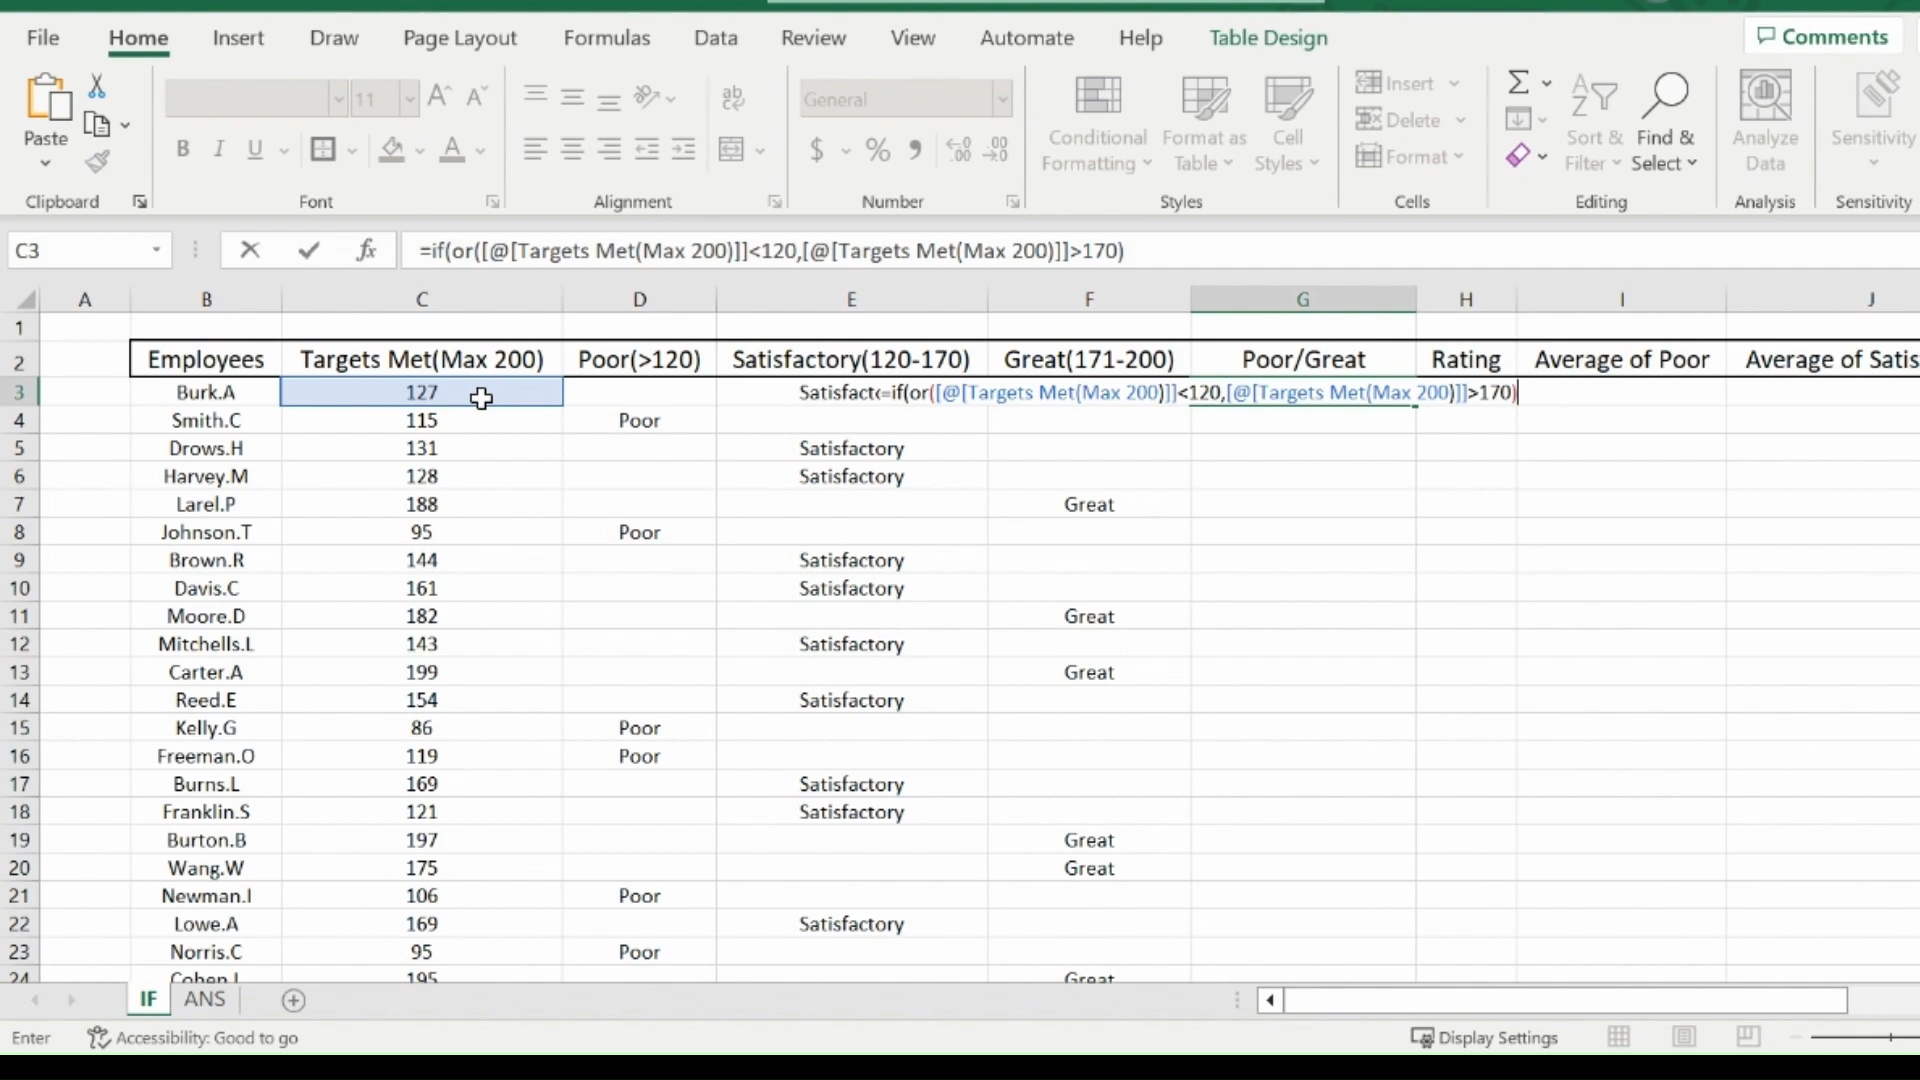 File Home Insert Draw Page Layout Formulas Data Review View Automate Help Table Design Comments
Paste
11
General
Conditional Formatting
Format as Table
Cell Styles
Insert
Delete
Format
Sort & Filter
Find & Select
Analyze Data
Sensitivity
Clipboard Font Alignment Number Styles Cells Editing Analysis Sensitivity
C3 fx =if(or([@[Targets Met(Max 200)]]<120,[@[Targets Met(Max 200)]]>170)
A B C D E F G H I J
1
2 Employees Targets Met(Max 200) Poor(>120) Satisfactory(120-170) Great(171-200) Poor/Great Rating Average of Poor Average of Satis
3 Burk.A 127 Satisfact =if(or([@[Targets Met(Max 200)]]<120,[@[Targets Met(Max 200)]]>170)
4 Smith.C 115 Poor
5 Drows.H 131 Satisfactory
6 Harvey.M 128 Satisfactory
7 Larel.P 188 Great
8 Johnson.T 95 Poor
9 Brown.R 144 Satisfactory
10 Davis.C 161 Satisfactory
11 Moore.D 182 Great
12 Mitchells.L 143 Satisfactory
13 Carter.A 199 Great
14 Reed.E 154 Satisfactory
15 Kelly.G 86 Poor
16 Freeman.O 119 Poor
17 Burns.L 169 Satisfactory
18 Franklin.S 121 Satisfactory
19 Burton.B 197 Great
20 Wang.W 175 Great
21 Newman.I 106 Poor
22 Lowe.A 169 Satisfactory
23 Norris.C 95 Poor
24 195 Great
IF ANS
Enter Accessibility: Good to go Display Settings